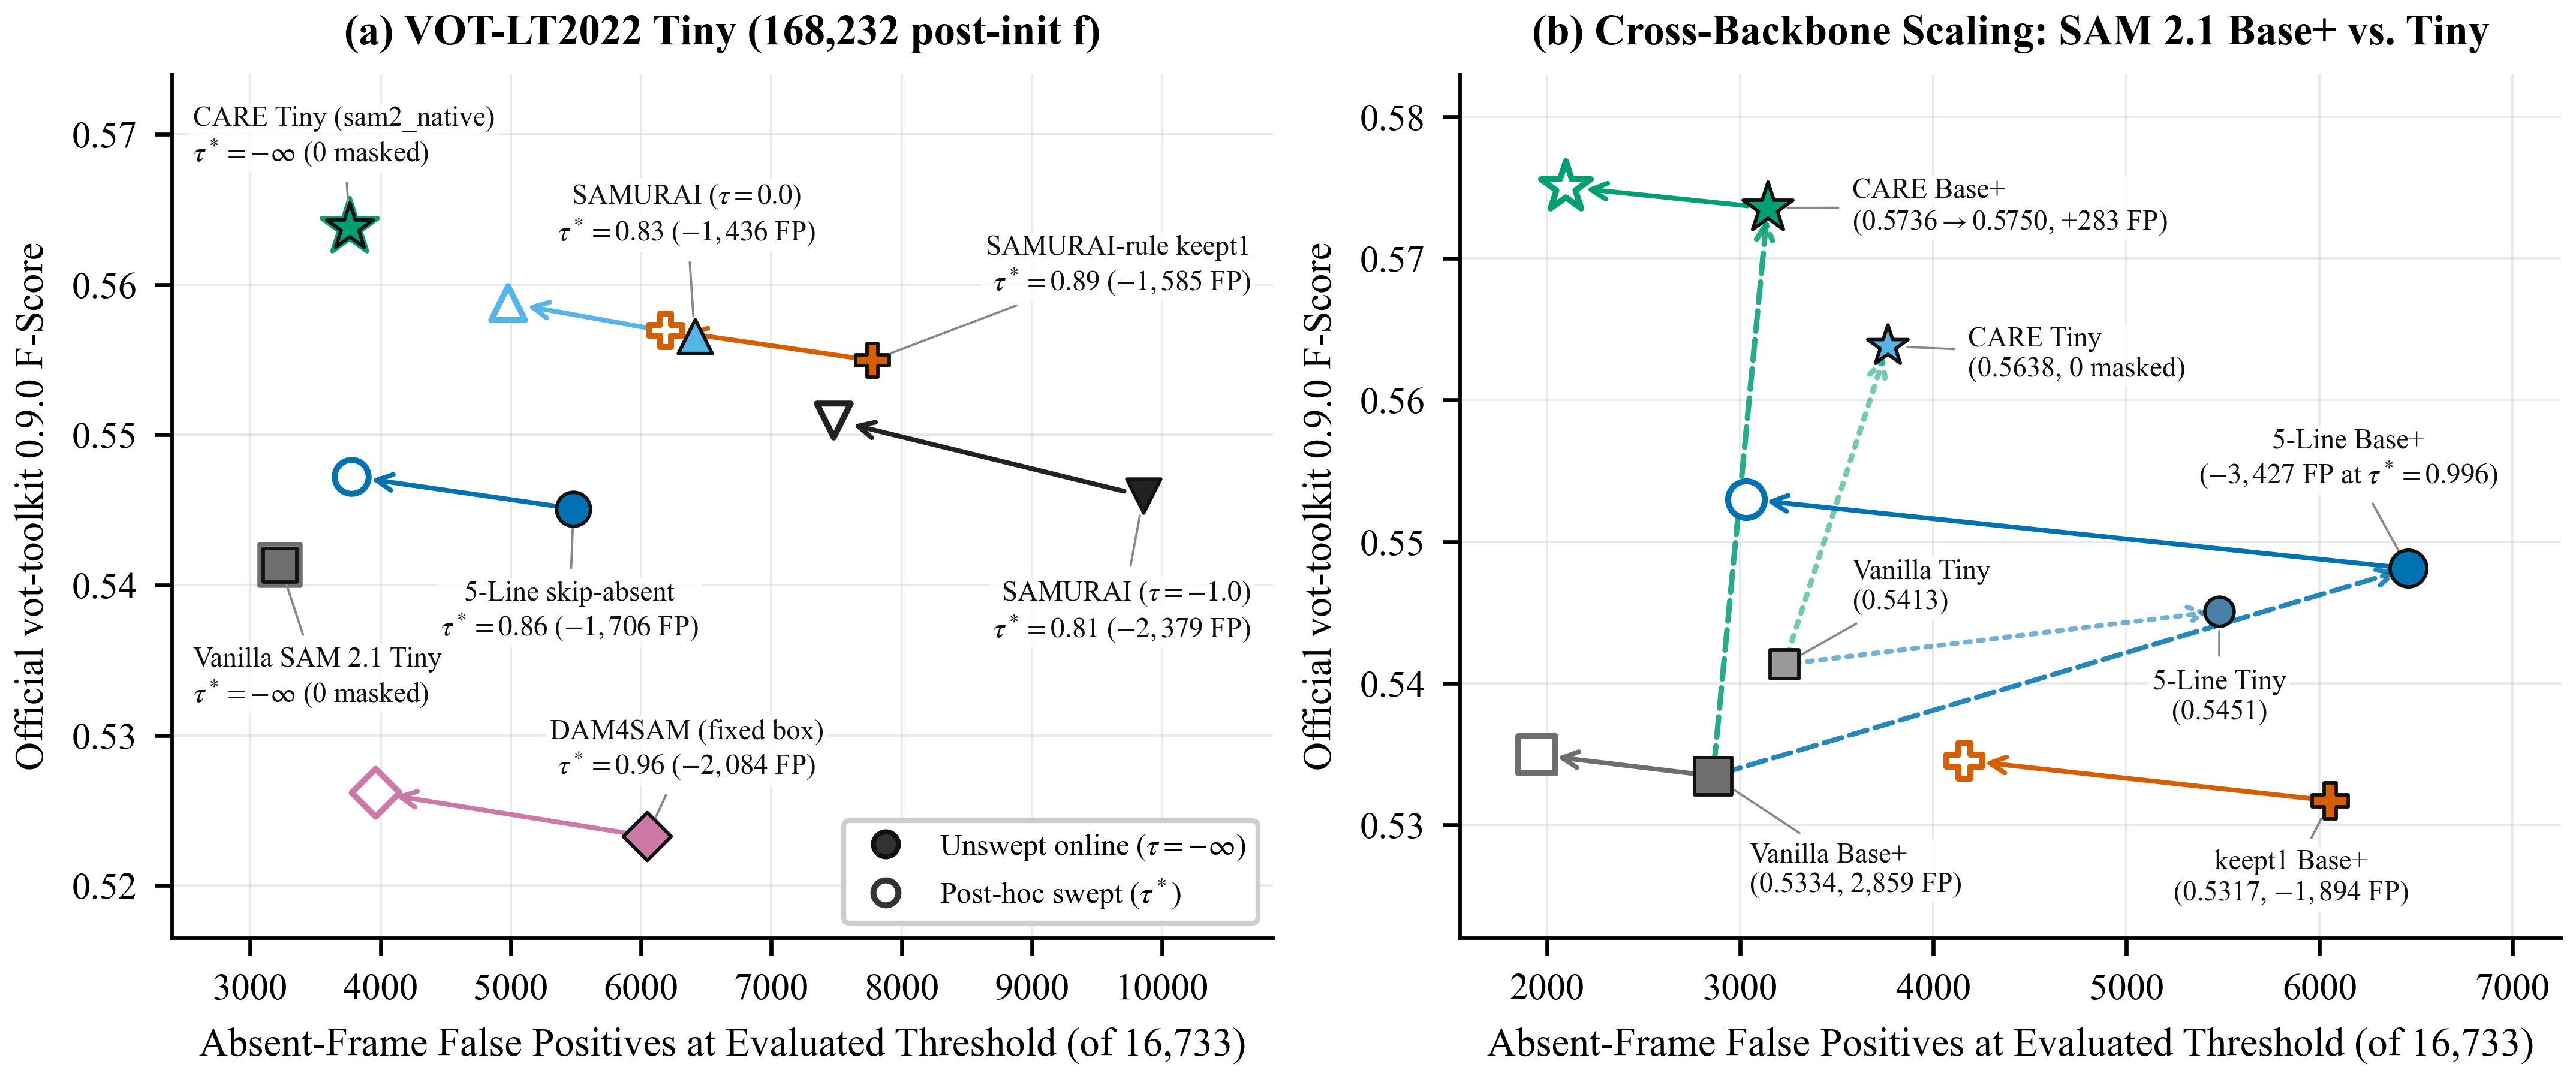 (a) VOT-LT2022 Tiny (168,232 post-init f)
Official vot-toolkit 0.9.0 F-Score
0.57
0.56
0.55
0.54
0.53
0.52
CARE Tiny (sam2_native)
τ* = −∞ (0 masked)
SAMURAI (τ = 0.0)
τ* = 0.83 (−1,436 FP)
SAMURAI-rule keept1
τ* = 0.89 (−1,585 FP)
5-Line skip-absent
τ* = 0.86 (−1,706 FP)
SAMURAI (τ = −1.0)
τ* = 0.81 (−2,379 FP)
Vanilla SAM 2.1 Tiny
τ* = −∞ (0 masked)
DAM4SAM (fixed box)
τ* = 0.96 (−2,084 FP)
Unswept online (τ = −∞)
Post-hoc swept (τ*)
3000 4000 5000 6000 7000 8000 9000 10000
Absent-Frame False Positives at Evaluated Threshold (of 16,733)
(b) Cross-Backbone Scaling: SAM 2.1 Base+ vs. Tiny
Official vot-toolkit 0.9.0 F-Score
0.58
0.57
0.56
0.55
0.54
0.53
CARE Base+
(0.5736 → 0.5750, +283 FP)
CARE Tiny
(0.5638, 0 masked)
5-Line Base+
(−3,427 FP at τ* = 0.996)
Vanilla Tiny
(0.5413)
5-Line Tiny
(0.5451)
Vanilla Base+
(0.5334, 2,859 FP)
keept1 Base+
(0.5317, −1,894 FP)
2000 3000 4000 5000 6000 7000
Absent-Frame False Positives at Evaluated Threshold (of 16,733)